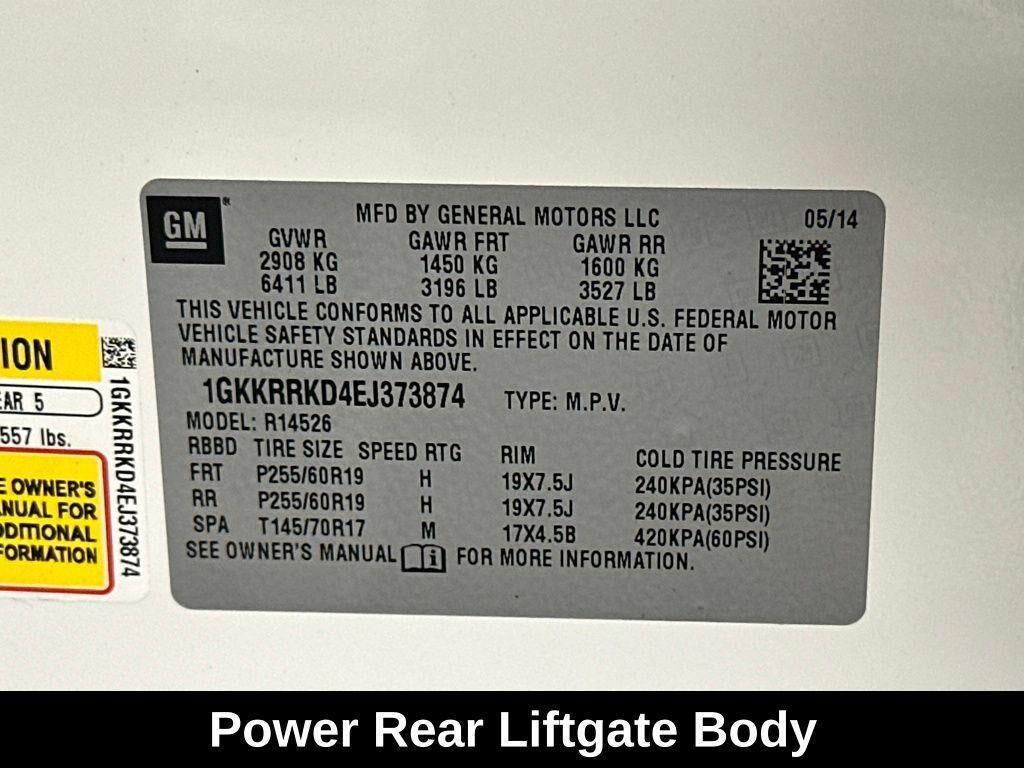 GM®
MFD BY GENERAL MOTORS LLC 05/14
GVWR GAWR FRT GAWR RR
2908 KG 1450 KG 1600 KG
6411 LB 3196 LB 3527 LB
THIS VEHICLE CONFORMS TO ALL APPLICABLE U.S. FEDERAL MOTOR
VEHICLE SAFETY STANDARDS IN EFFECT ON THE DATE OF
MANUFACTURE SHOWN ABOVE.
1GKKRRKD4EJ373874 TYPE: M.P.V.
MODEL: R14526
RBBD TIRE SIZE SPEED RTG RIM COLD TIRE PRESSURE
FRT P255/60R19 H 19X7.5J 240KPA(35PSI)
RR P255/60R19 H 19X7.5J 240KPA(35PSI)
SPA T145/70R17 M 17X4.5B 420KPA(60PSI)
SEE OWNER'S MANUAL FOR MORE INFORMATION.
ION
EAR 5
557 lbs.
E OWNER'S
ANUAL FOR
DDITIONAL
FORMATION
1GKKRRKD4EJ373874
Power Rear Liftgate Body